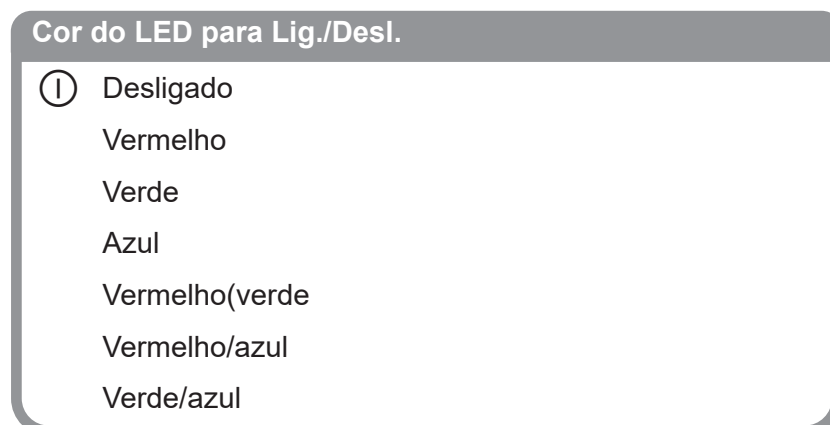 Cor do LED para Lig./Desl.
Desligado
Vermelho
Verde
Azul
Vermelho(verde
Vermelho/azul
Verde/azul